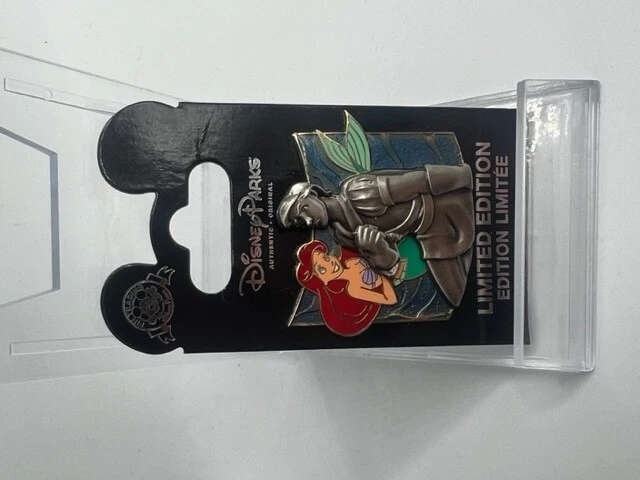 Disney Parks
AUTHENTIC • ORIGINAL
LIMITED EDITION
EDITION LIMITÉE